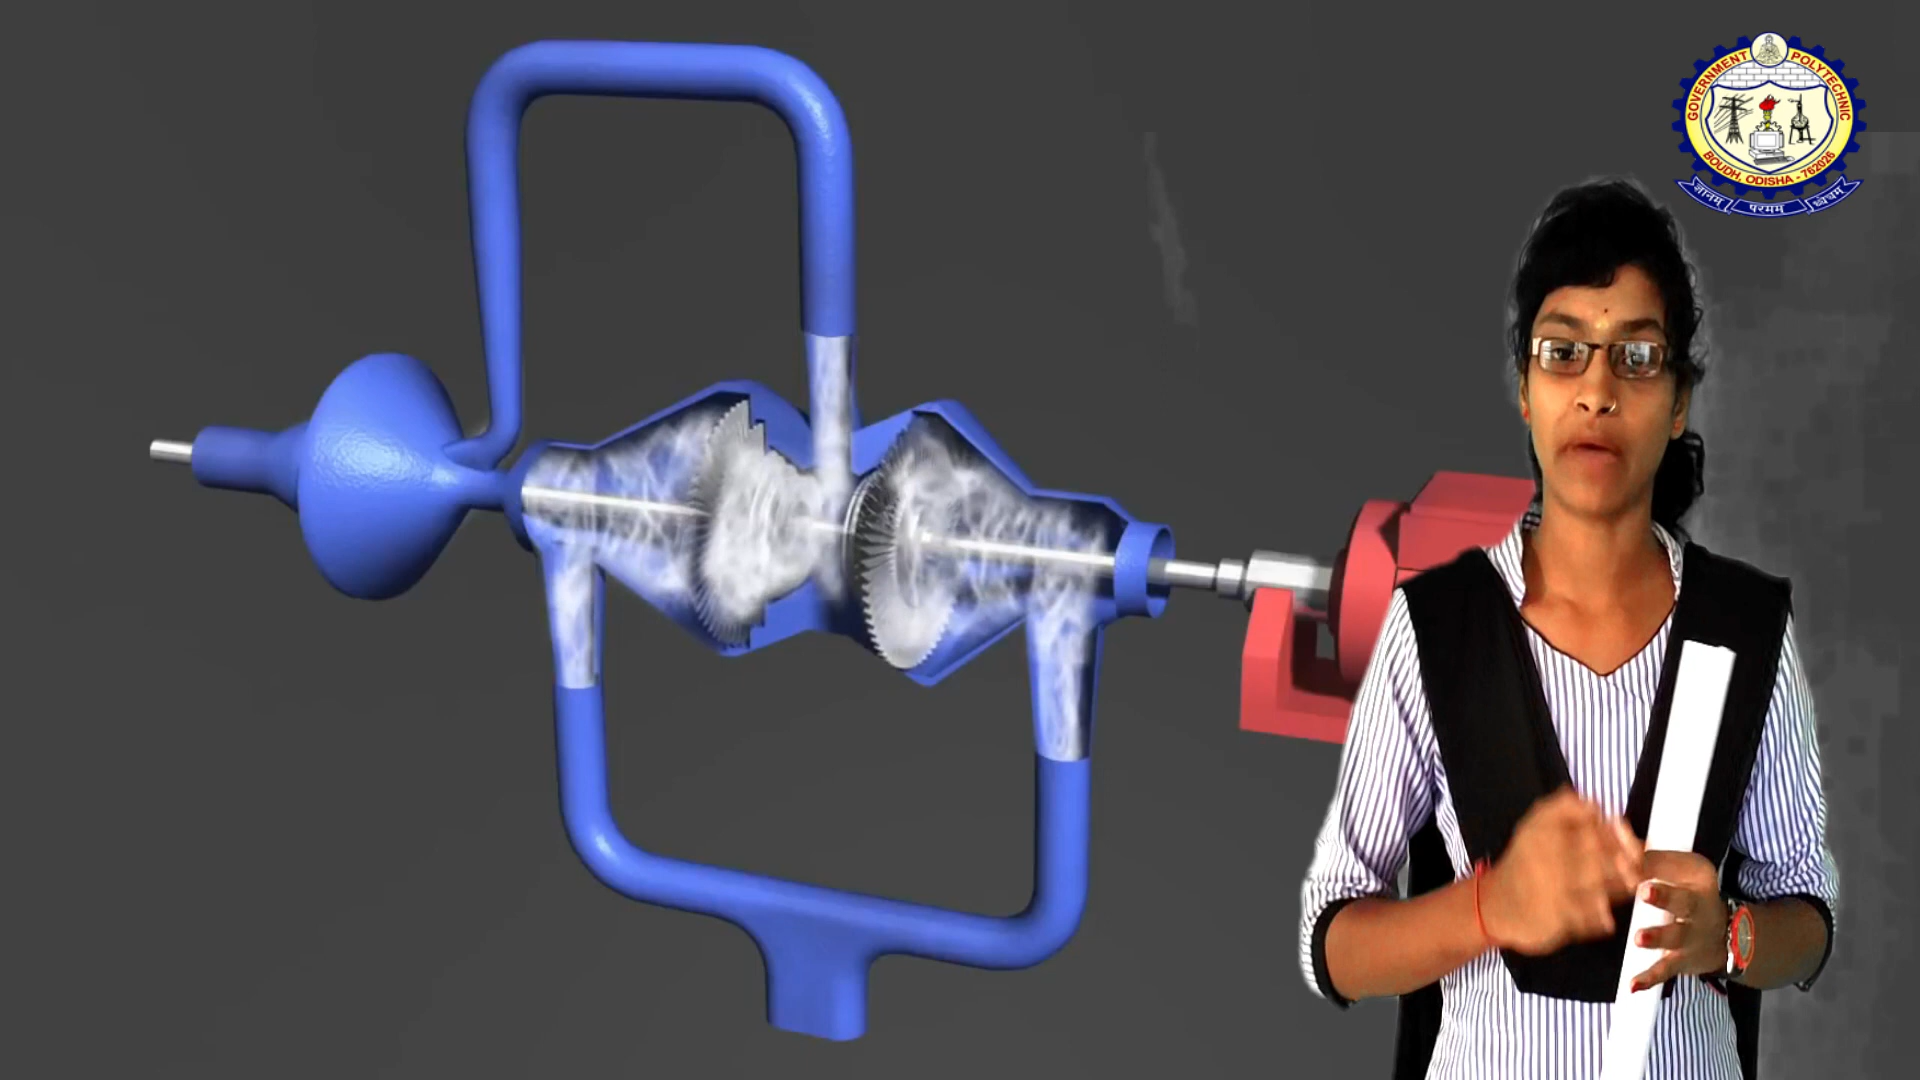 GOVERNMENT POLYTECHNIC
BOUDH, ODISHA - 762026
ज्ञानम् परमम् ध्येयम्